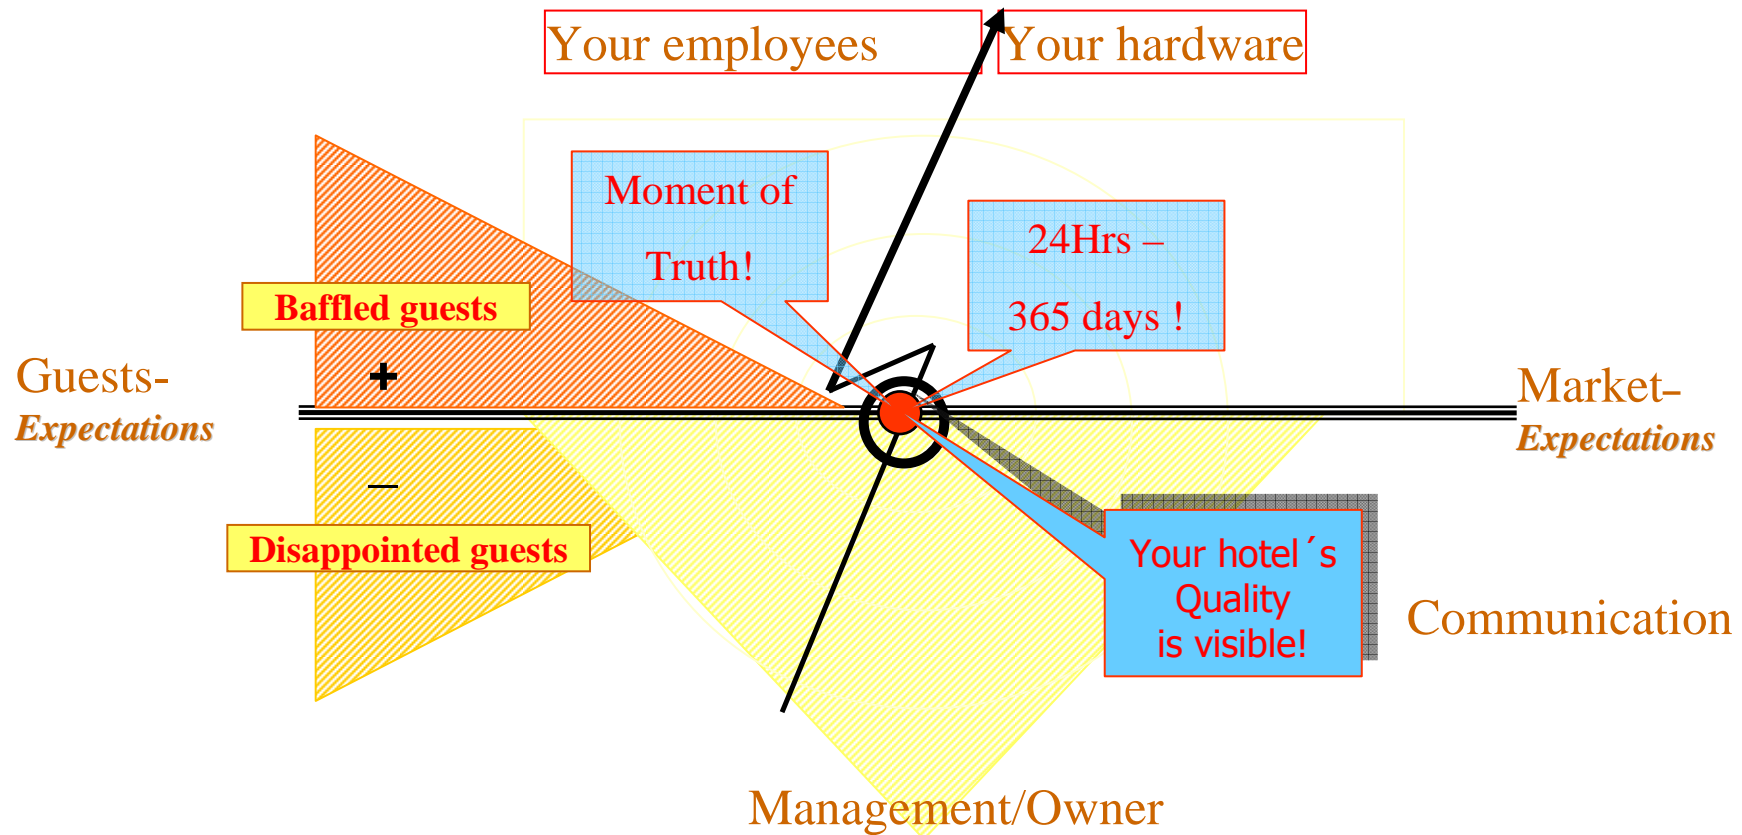 Your employees
Your hardware
Moment of
Truth!
24Hrs –
365 days !
Baffled guests
+
Guests-
Expectations
Market–
Expectations
–
Disappointed guests
Your hotel´s
Quality
is visible!
Communication
Management/Owner